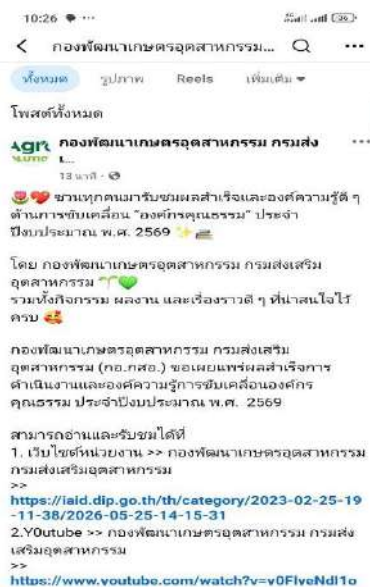 10:26
กองพัฒนาเกษตรอุตสาหกรรม...
ทั้งหมด รูปภาพ Reels เพิ่มเติม
โพสต์ทั้งหมด
กองพัฒนาเกษตรอุตสาหกรรม กรมส่ง
เ...
13 นาที
🌷❤️ ชวนทุกคนมารับชมผลสำเร็จและองค์ความรู้ดี ๆ
ด้านการขับเคลื่อน "องค์กรคุณธรรม" ประจำ
ปีงบประมาณ พ.ศ. 2569 ✨
โดย กองพัฒนาเกษตรอุตสาหกรรม กรมส่งเสริม
อุตสาหกรรม 🌱💚
รวมทั้งกิจกรรม ผลงาน และเรื่องราวดี ๆ ที่น่าสนใจไว้
ครบ 🥰
กองพัฒนาเกษตรอุตสาหกรรม กรมส่งเสริม
อุตสาหกรรม (กอ.กสอ.) ขอเผยแพร่ผลสำเร็จการ
ดำเนินงานและองค์ความรู้การขับเคลื่อนองค์กร
คุณธรรม ประจำปีงบประมาณ พ.ศ. 2569
สามารถอ่านและรับชมได้ที่
1. เว็บไซต์หน่วยงาน >> กองพัฒนาเกษตรอุตสาหกรรม
กรมส่งเสริมอุตสาหกรรม
>>
https://iaid.dip.go.th/th/category/2023-02-25-19
-11-38/2026-05-25-14-15-31
2.Y0utube >> กองพัฒนาเกษตรอุตสาหกรรม กรมส่ง
เสริมอุตสาหกรรม
>>
https://www.youtube.com/watch?v=y0FlyeNdl1o